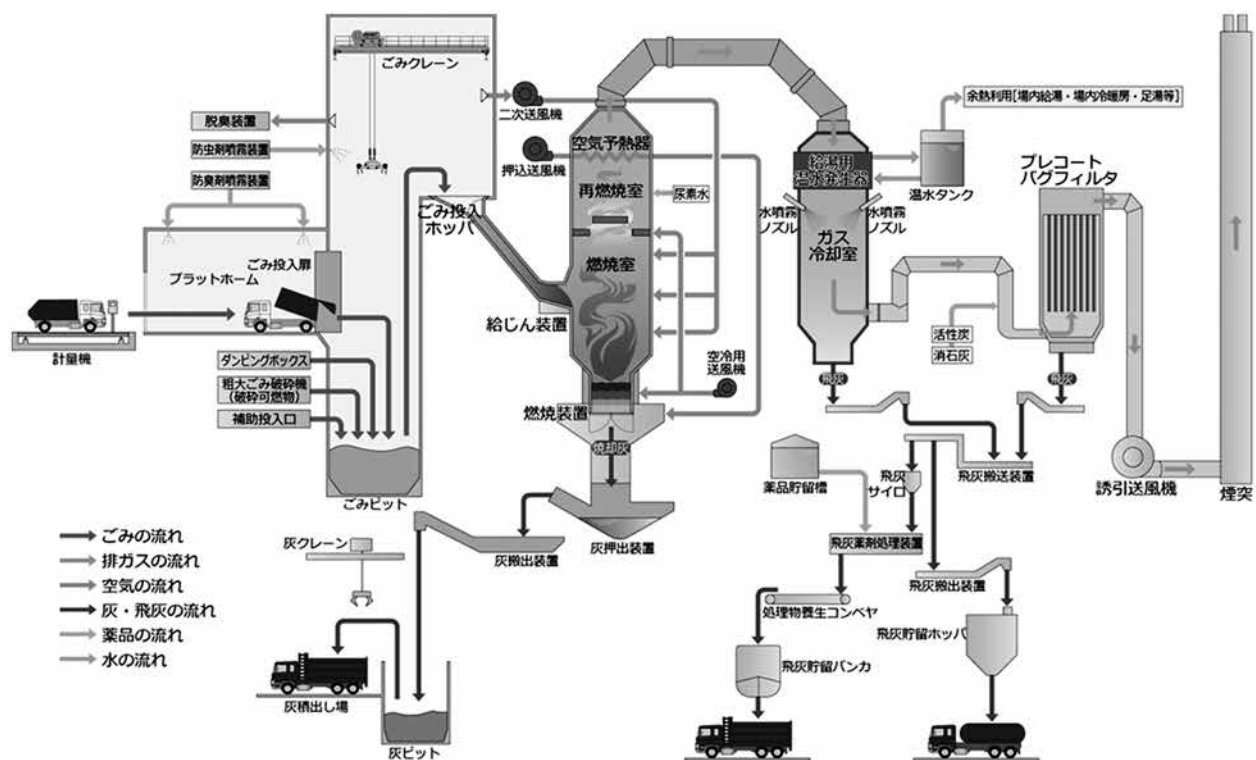 ごみクレーン
脱臭装置
防虫剤噴霧装置
防臭剤噴霧装置
プラットホーム
ごみ投入扉
計量機
ダンピングボックス
粗大ごみ破砕機
(破砕可燃物)
補助投入口
ごみピット
ごみ投入
ホッパ
二次送風機
押込送風機
空気予熱器
再燃焼室
尿素水
燃焼室
給じん装置
空冷用
送風機
燃焼装置
焼却灰
灰押出装置
灰搬出装置
灰クレーン
灰積出し場
灰ピット
給湯用
温水発生器
余熱利用[場内給湯・場内冷暖房・足湯等]
温水タンク
水噴霧
ノズル
水噴霧
ノズル
ガス
冷却室
プレコート
バグフィルタ
活性炭
消石灰
飛灰
飛灰
飛灰搬送装置
誘引送風機
煙突
薬品貯留槽
飛灰
サイロ
飛灰薬剤処理装置
処理物養生コンベヤ
飛灰貯留バンカ
飛灰搬出装置
飛灰貯留ホッパ
ごみの流れ
排ガスの流れ
空気の流れ
灰・飛灰の流れ
薬品の流れ
水の流れ